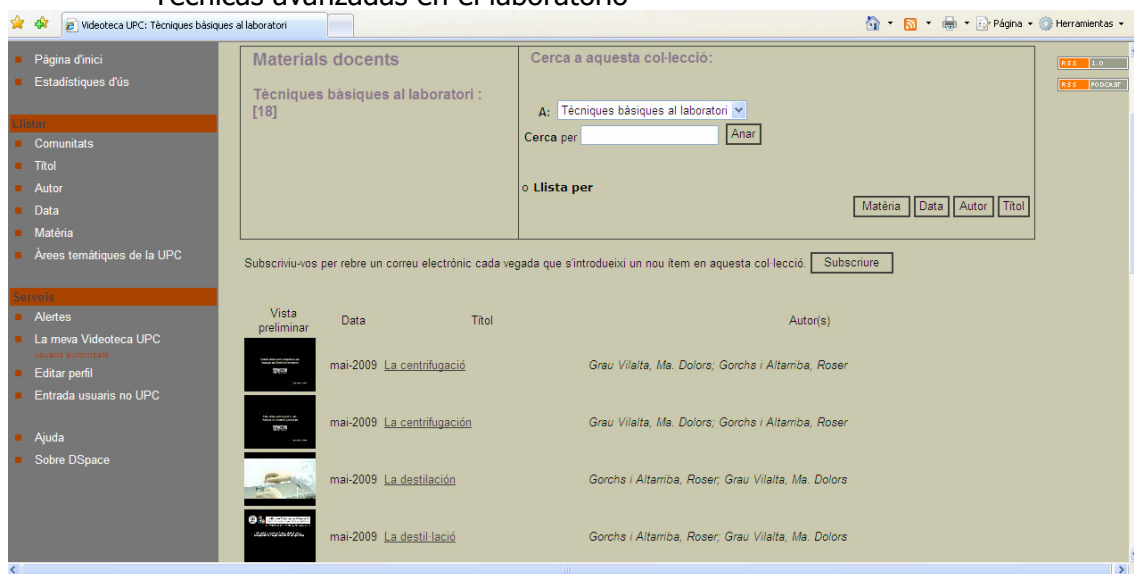 Técnicas avanzadas en el laboratorio
Videoteca UPC: Tècniques bàsiques al laboratori
Página
Herramientas
Pàgina d'inici
Estadístiques d'ús
Llistar
Comunitats
Títol
Autor
Data
Matèria
Àrees temàtiques de la UPC
Serveis
Alertes
La meva Videoteca UPC
usuaris autoritzats
Editar perfil
Entrada usuaris no UPC
Ajuda
Sobre DSpace
Materials docents
Tècniques bàsiques al laboratori :
[18]
Cerca a aquesta col·lecció:
A: Tècniques bàsiques al laboratori
Cerca per Anar
o Llista per
Matèria Data Autor Títol
RSS 1.0
RSS PODCAST
Subscriviu-vos per rebre un correu electrònic cada vegada que s'introdueixi un nou ítem en aquesta col·lecció. Subscriure
Vista
preliminar Data Títol Autor(s)
mai-2009 La centrifugació Grau Vilalta, Ma. Dolors; Gorchs i Altarriba, Roser
mai-2009 La centrifugación Grau Vilalta, Ma. Dolors; Gorchs i Altarriba, Roser
mai-2009 La destilación Gorchs i Altarriba, Roser; Grau Vilalta, Ma. Dolors
mai-2009 La destil·lació Gorchs i Altarriba, Roser; Grau Vilalta, Ma. Dolors